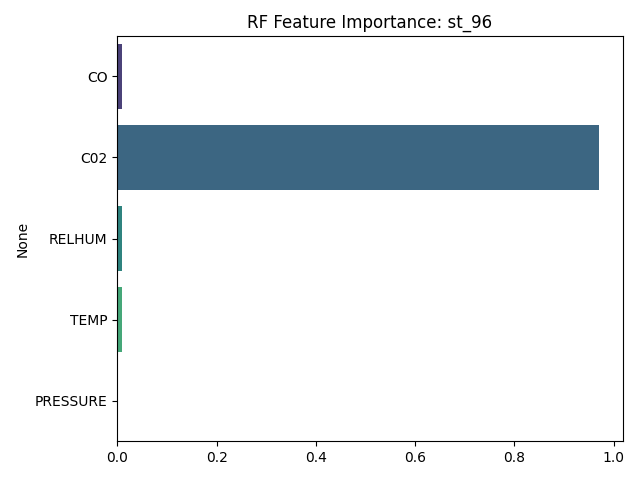 RF Feature Importance: st_96
CO
C02
RELHUM
TEMP
PRESSURE
None
0.0 0.2 0.4 0.6 0.8 1.0